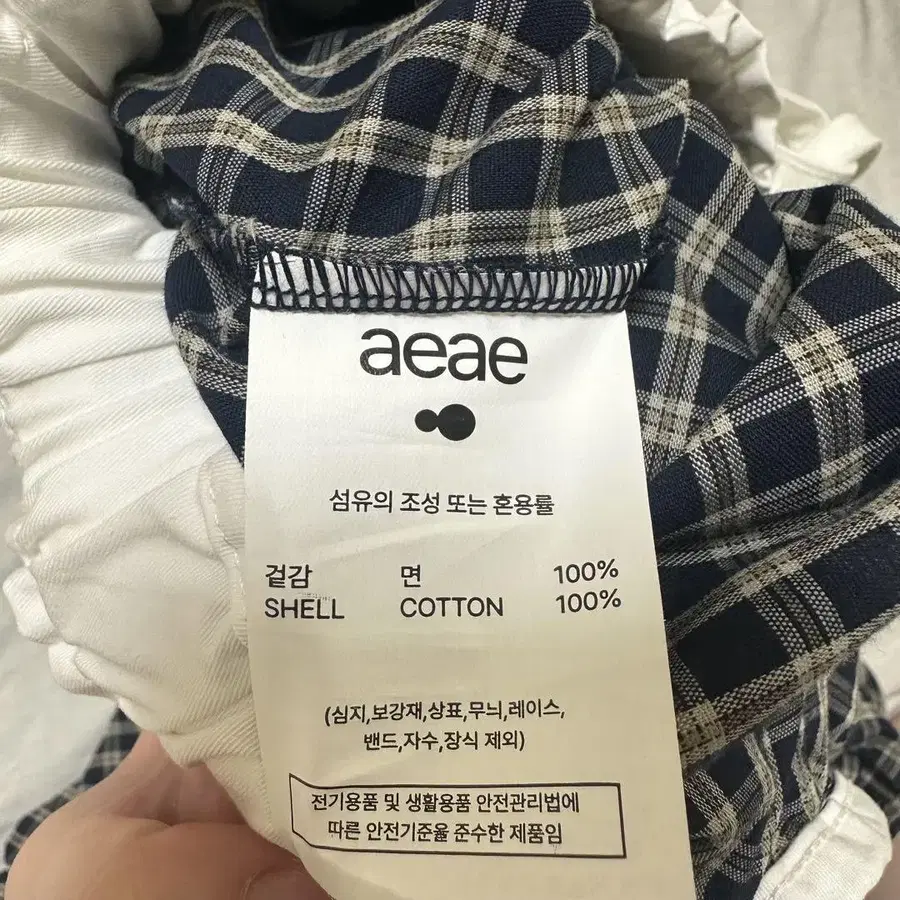 aeae
섬유의 조성 또는 혼용률
겉감 면 100%
SHELL COTTON 100%
(심지,보강재,상표,무늬,레이스,
밴드,자수,장식 제외)
전기용품 및 생활용품 안전관리법에
따른 안전기준율 준수한 제품임